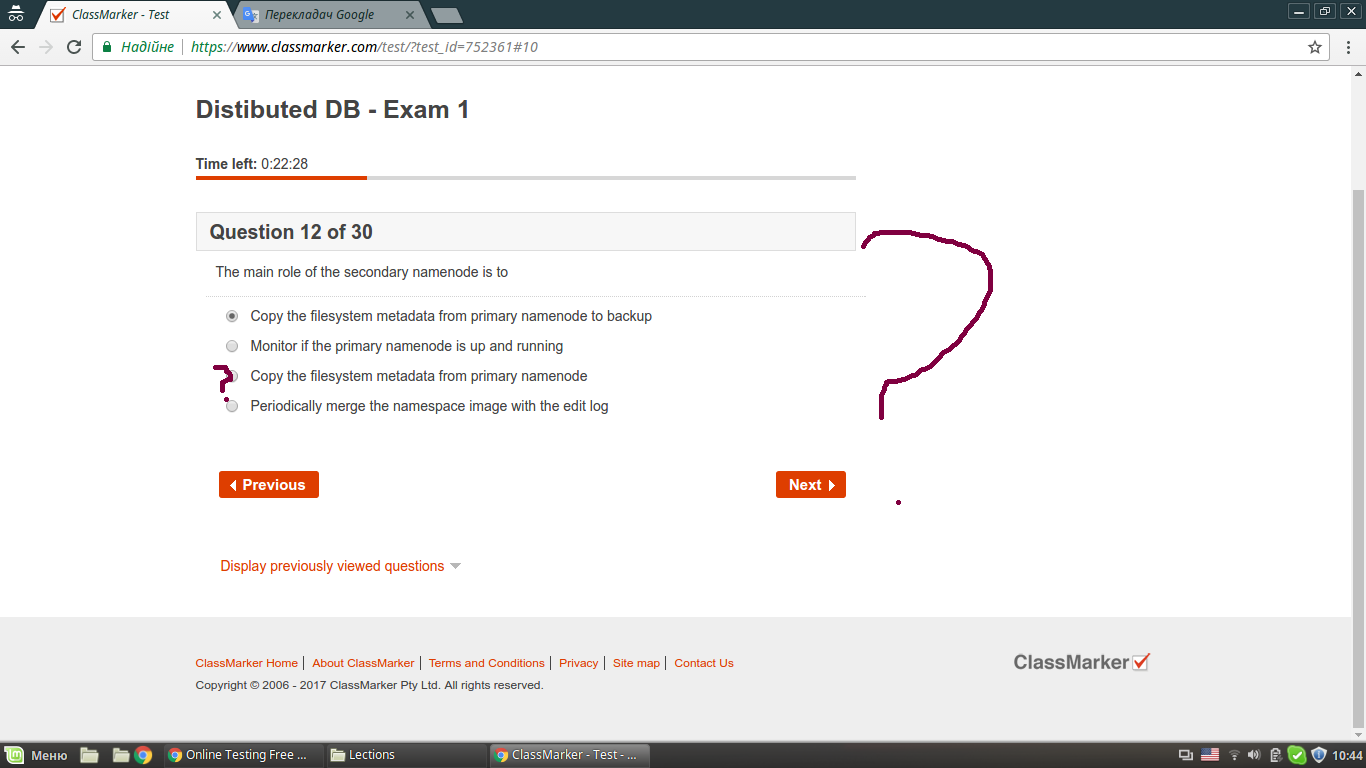 ClassMarker - Test
Перекладач Google
Надійне https://www.classmarker.com/test/?test_id=752361#10
Distibuted DB - Exam 1
Time left: 0:22:28
Question 12 of 30
The main role of the secondary namenode is to
Copy the filesystem metadata from primary namenode to backup
Monitor if the primary namenode is up and running
?
Copy the filesystem metadata from primary namenode
Periodically merge the namespace image with the edit log
?
Previous
Next
Display previously viewed questions
ClassMarker Home | About ClassMarker | Terms and Conditions | Privacy | Site map | Contact Us
ClassMarker
Copyright © 2006 - 2017 ClassMarker Pty Ltd. All rights reserved.
Меню
Online Testing Free ...
Lections
ClassMarker - Test - ...
10:44